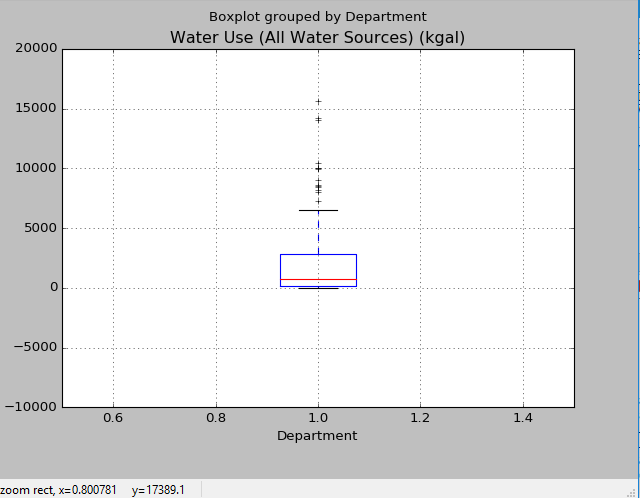 Boxplot grouped by Department
Water Use (All Water Sources) (kgal)
20000
15000
10000
5000
0
−5000
−10000
0.6 0.8 1.0 1.2 1.4
Department
zoom rect, x=0.800781 y=17389.1